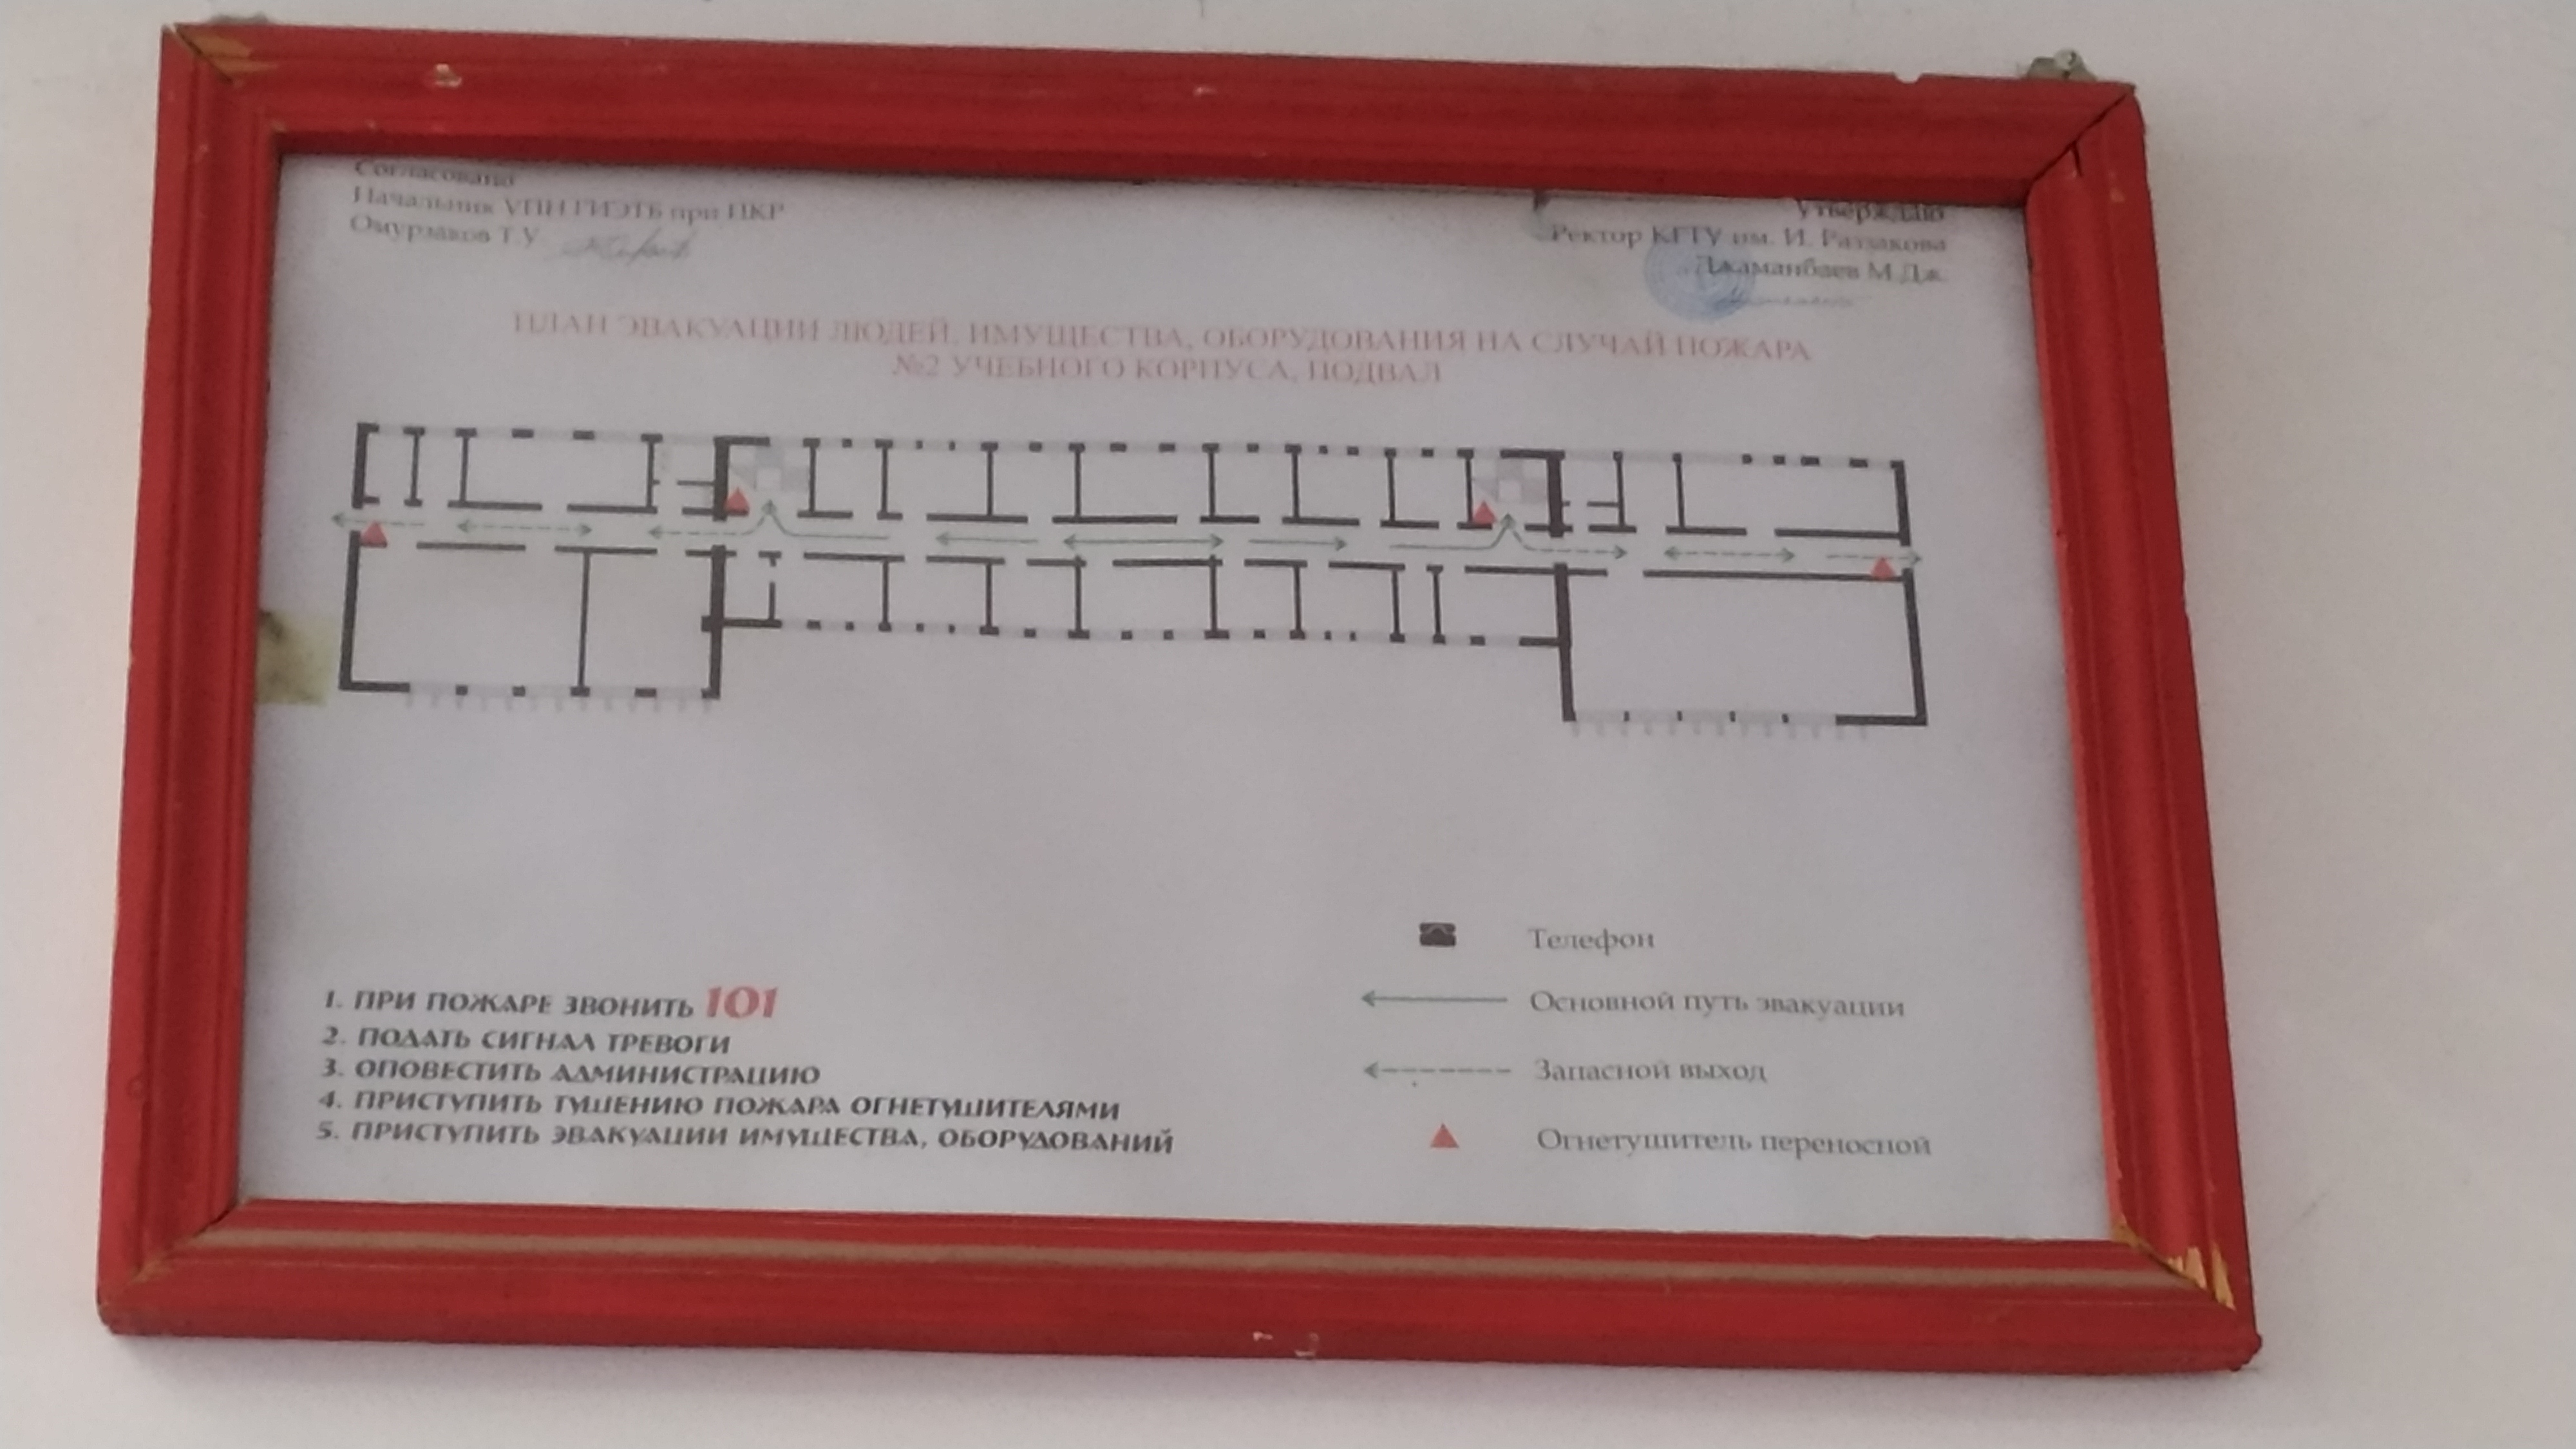 Согласовано
Начальник УПН ГИЭТБ при ПКР
Омурзаков Т.У
Утверждаю
Ректор КГТУ им. И. Раззакова
Джаманбаев М.Дж.
ПЛАН ЭВАКУАЦИИ ЛЮДЕЙ, ИМУЩЕСТВА, ОБОРУДОВАНИЯ НА СЛУЧАЙ ПОЖАРА
№2 УЧЕБНОГО КОРПУСА, ПОДВАЛ
Телефон
Основной путь эвакуации
Запасной выход
Огнетушитель переносной
1. ПРИ ПОЖАРЕ ЗВОНИТЬ 101
2. ПОДАТЬ СИГНАЛ ТРЕВОГИ
3. ОПОВЕСТИТЬ АДМИНИСТРАЦИЮ
4. ПРИСТУПИТЬ ТУШЕНИЮ ПОЖАРА ОГНЕТУШИТЕЛЯМИ
5. ПРИСТУПИТЬ ЭВАКУАЦИИ ИМУЩЕСТВА, ОБОРУДОВАНИЙ